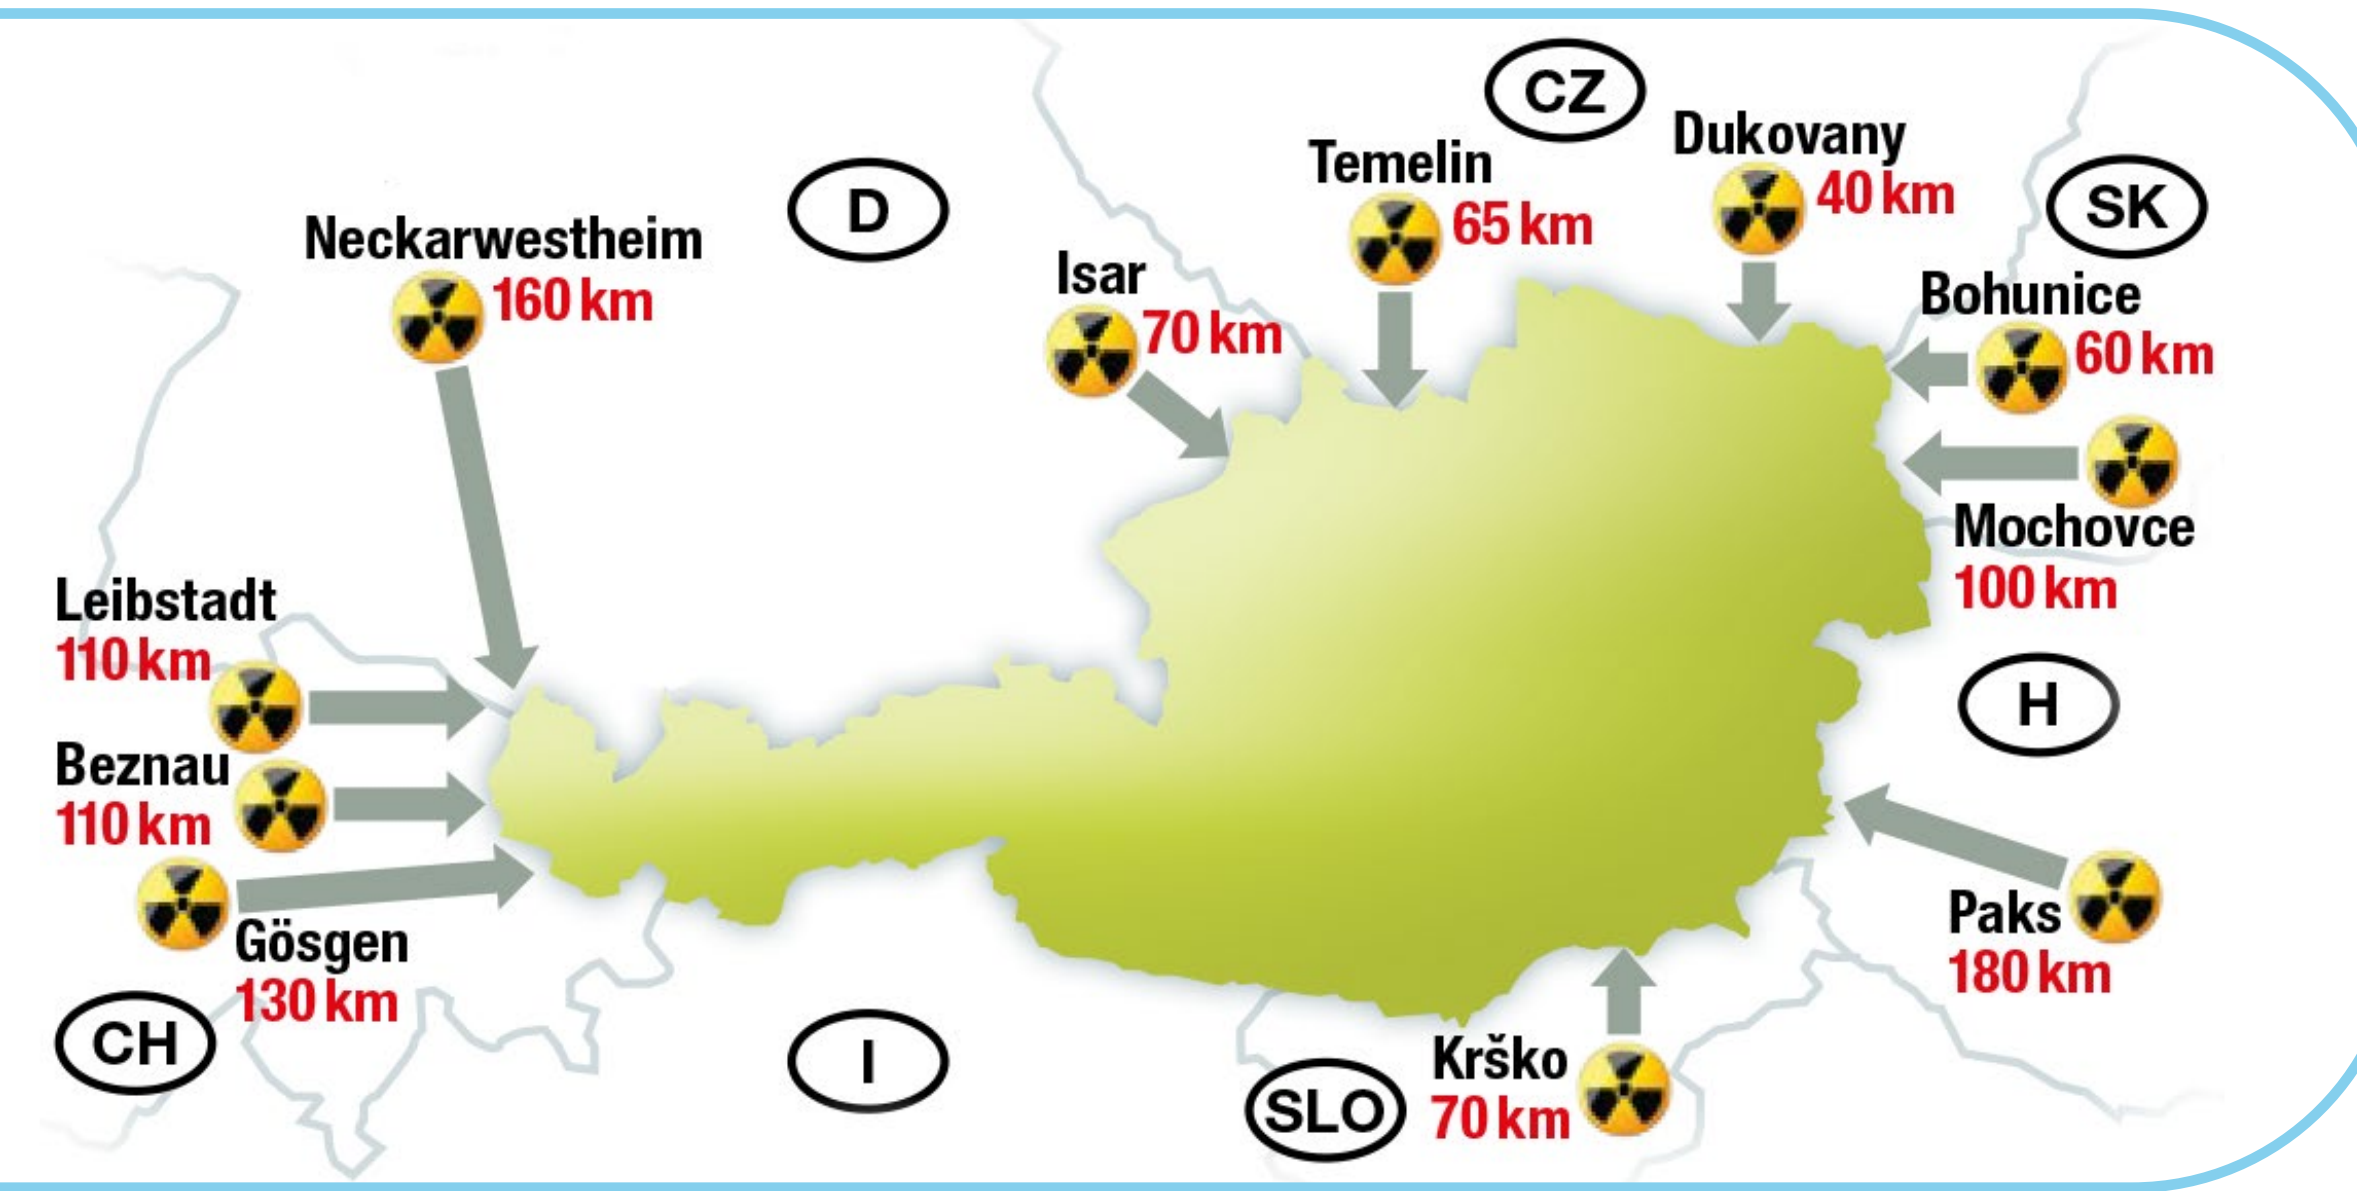 CZ
Dukovany
40 km
Temelin
65 km
D
SK
Neckarwestheim
160 km
Isar
70 km
Bohunice
60 km
Mochovce
100 km
Leibstadt
110 km
H
Beznau
110 km
Gösgen
130 km
Paks
180 km
CH
I
SLO
Krško
70 km